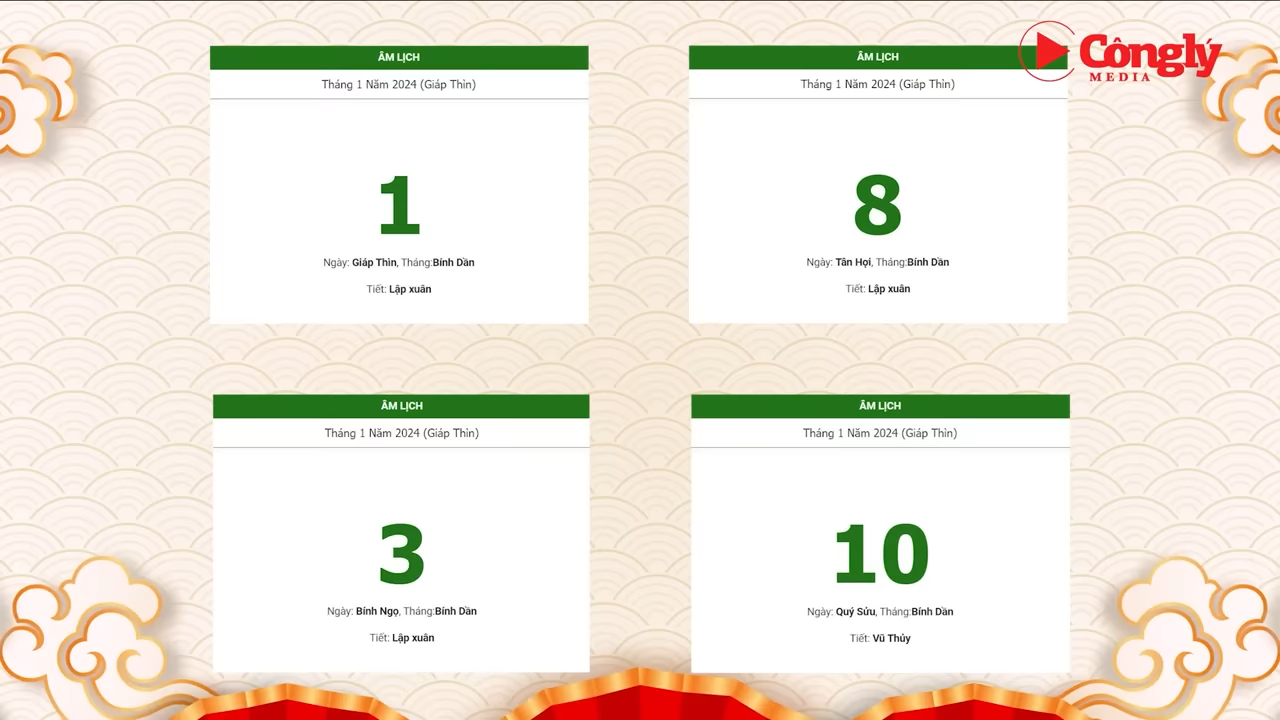 ÂM LỊCH
Tháng 1 Năm 2024 (Giáp Thìn)
1
Ngày: Giáp Thìn, Tháng:Bính Dần
Tiết: Lập xuân
ÂM LỊCH
Tháng 1 Năm 2024 (Giáp Thìn)
8
Ngày: Tân Hợi, Tháng:Bính Dần
Tiết: Lập xuân
Cônglý
MEDIA
ÂM LỊCH
Tháng 1 Năm 2024 (Giáp Thìn)
3
Ngày: Bính Ngọ, Tháng:Bính Dần
Tiết: Lập xuân
ÂM LỊCH
Tháng 1 Năm 2024 (Giáp Thìn)
10
Ngày: Quý Sửu, Tháng:Bính Dần
Tiết: Vũ Thủy